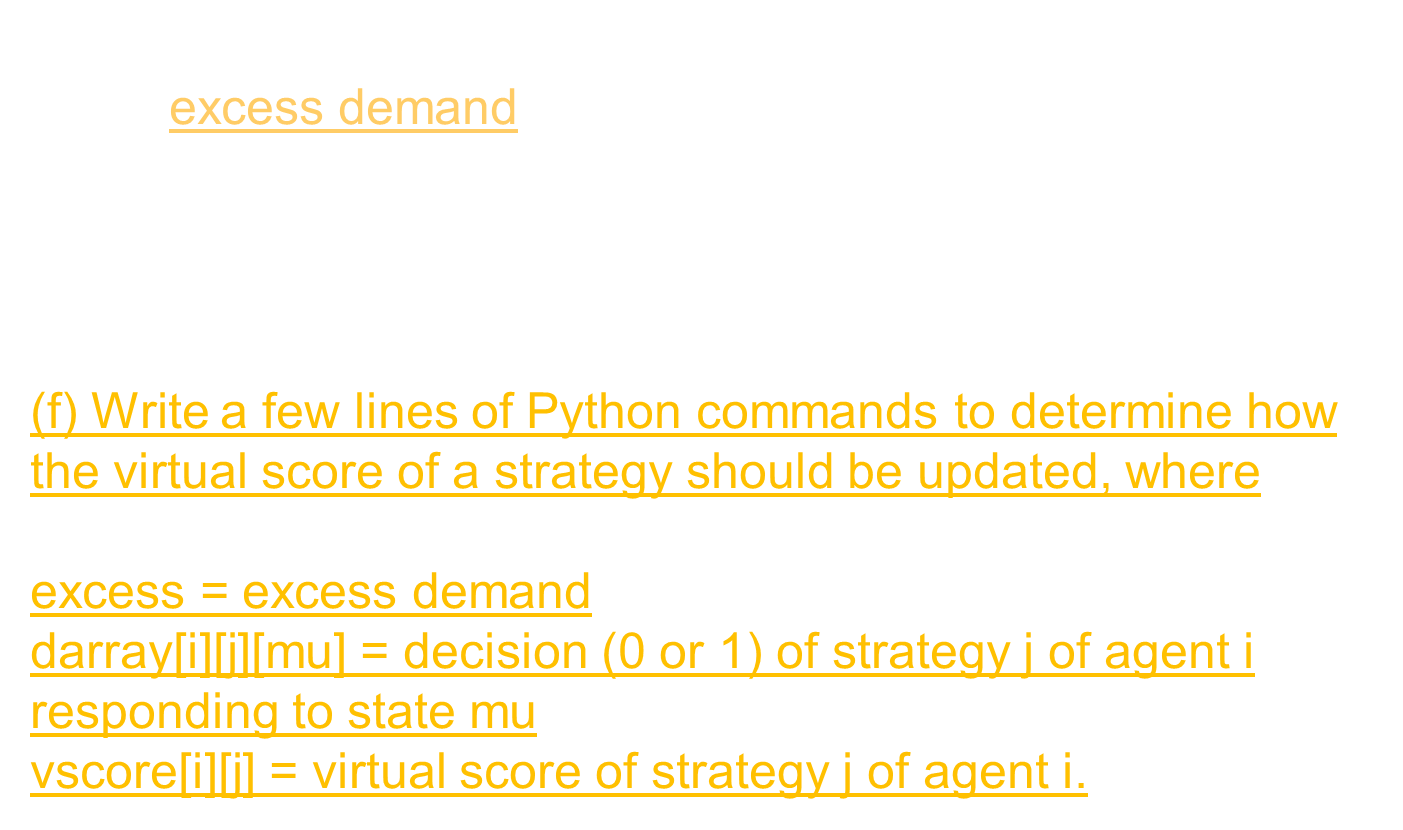 excess demand
(f) Write a few lines of Python commands to determine how
the virtual score of a strategy should be updated, where
excess = excess demand
darray[i][j][mu] = decision (0 or 1) of strategy j of agent i
responding to state mu
vscore[i][j] = virtual score of strategy j of agent i.